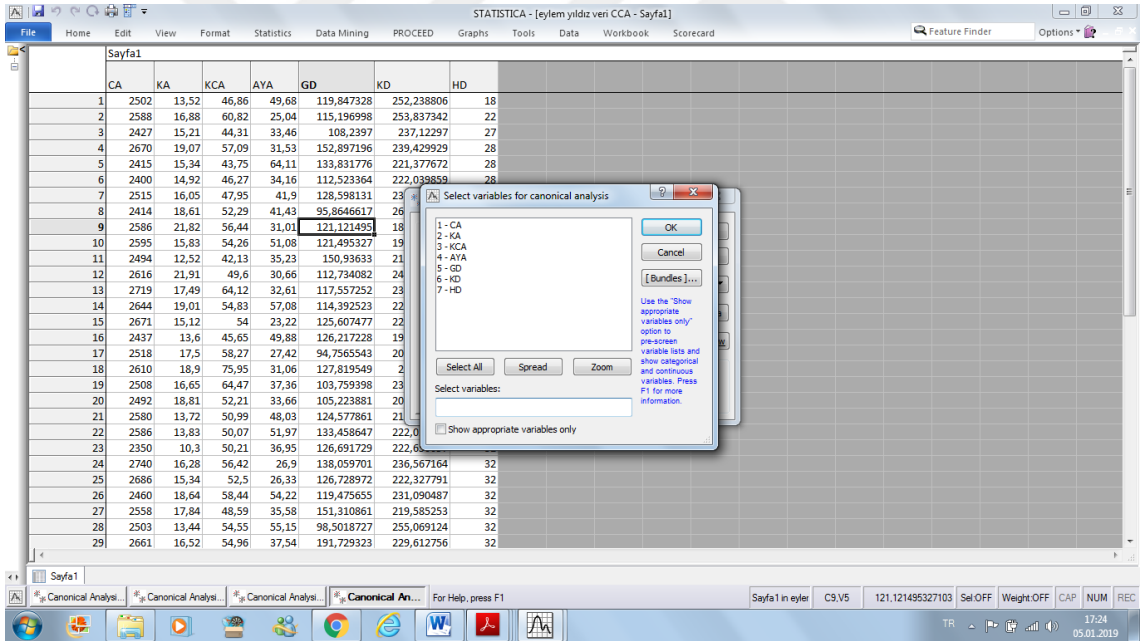 STATISTICA - [eylem yıldız veri CCA - Sayfa1]
File Home Edit View Format Statistics Data Mining PROCEED Graphs Tools Data Workbook Scorecard Feature Finder Options
Sayfa1
CA KA KCA AYA GD KD HD
1 2502 13,52 46,86 49,68 119,847328 252,238806 18
2 2588 16,88 60,82 25,04 115,196998 253,837342 22
3 2427 15,21 44,31 33,46 108,2397 237,12297 27
4 2670 19,07 57,09 31,53 152,897196 239,429929 28
5 2415 15,34 43,75 64,11 133,831776 221,377672 28
6 2400 14,92 46,27 34,16 112,523364 222,039859 28
7 2515 16,05 47,95 41,9 128,598131 23
8 2414 18,61 52,29 41,43 95,8646617 26
9 2586 21,82 56,44 31,01 121,121495 18
10 2595 15,83 54,26 51,08 121,495327 19
11 2494 12,52 42,13 35,23 150,93633 21
12 2616 21,91 49,6 30,66 112,734082 24
13 2719 17,49 64,12 32,61 117,557252 23
14 2644 19,01 54,83 57,08 114,392523 22
15 2671 15,12 54 23,22 125,607477 22
16 2437 13,6 45,65 49,88 126,217228 19
17 2518 17,5 58,27 27,42 94,7565543 20
18 2610 18,9 75,95 31,06 127,819549 2
19 2508 16,65 64,47 37,36 103,759398 23
20 2492 18,81 52,21 33,66 105,223881 20
21 2580 13,72 50,99 48,03 124,577861 21
22 2586 13,83 50,07 51,97 133,458647 222,0
23 2350 10,3 50,21 36,95 126,691729
24 2740 16,28 56,42 26,9 138,059701 236,567164 32
25 2686 15,34 52,5 26,33 126,728972 222,327791 32
26 2460 18,64 58,44 54,22 119,475655 231,090487 32
27 2558 17,84 48,59 35,58 151,310861 219,585253 32
28 2503 13,44 54,55 55,15 98,5018727 255,069124 32
29 2661 16,52 54,96 37,54 191,729323 229,612756 32
Select variables for canonical analysis
1 - CA
2 - KA
3 - KCA
4 - AYA
5 - GD
6 - KD
7 - HD
OK
Cancel
[ Bundles ]...
Use the "Show
appropriate
variables only"
option to
pre-screen
variable lists and
show categorical
and continuous
variables. Press
F1 for more
information.
Select All Spread Zoom
Select variables:
Show appropriate variables only
Sayfa1
Canonical Analysi... Canonical Analysi... Canonical Analysi... Canonical An... For Help, press F1 Sayfa1 in eyler C9,V5 121,121495327103 Sel:OFF Weight:OFF CAP NUM REC
TR 17:24
05.01.2019